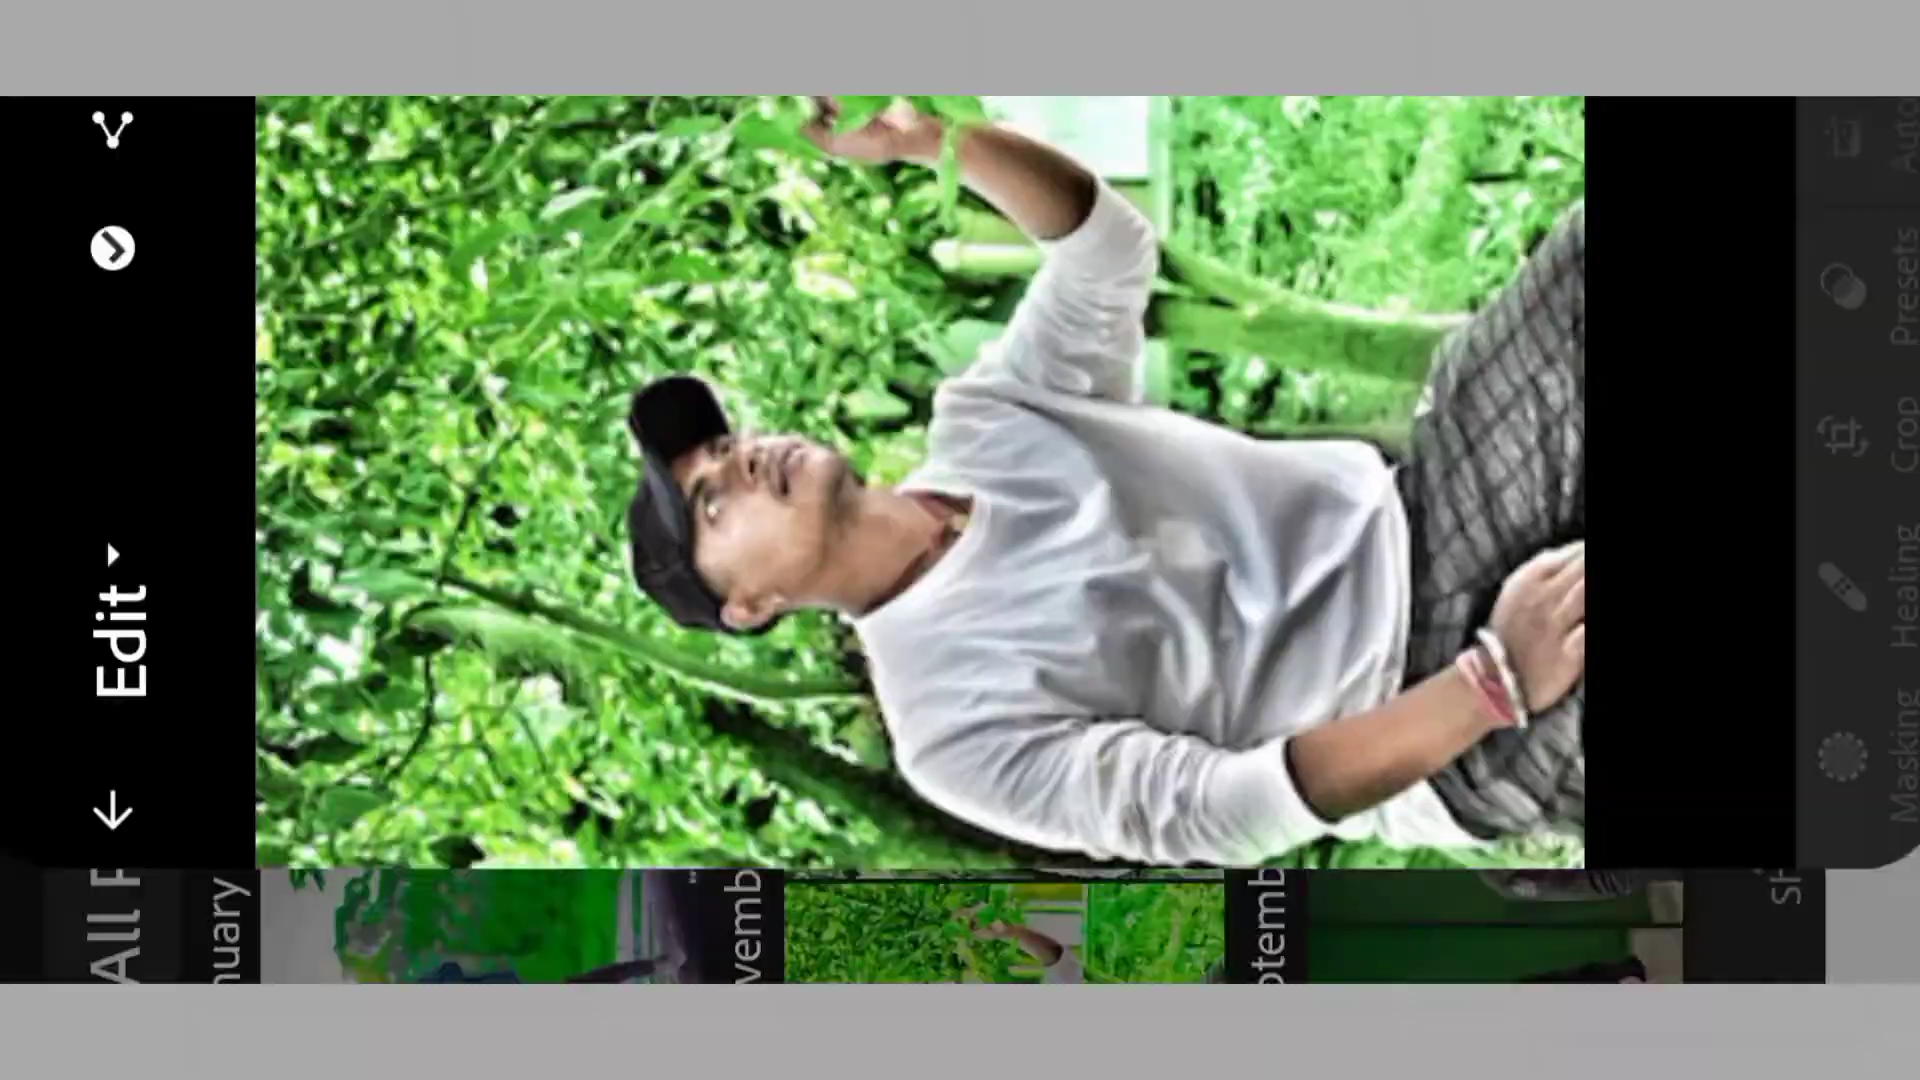 Edit
Masking
Healing
Crop
Presets
Auto
All P
nuary
vemb
ptemb